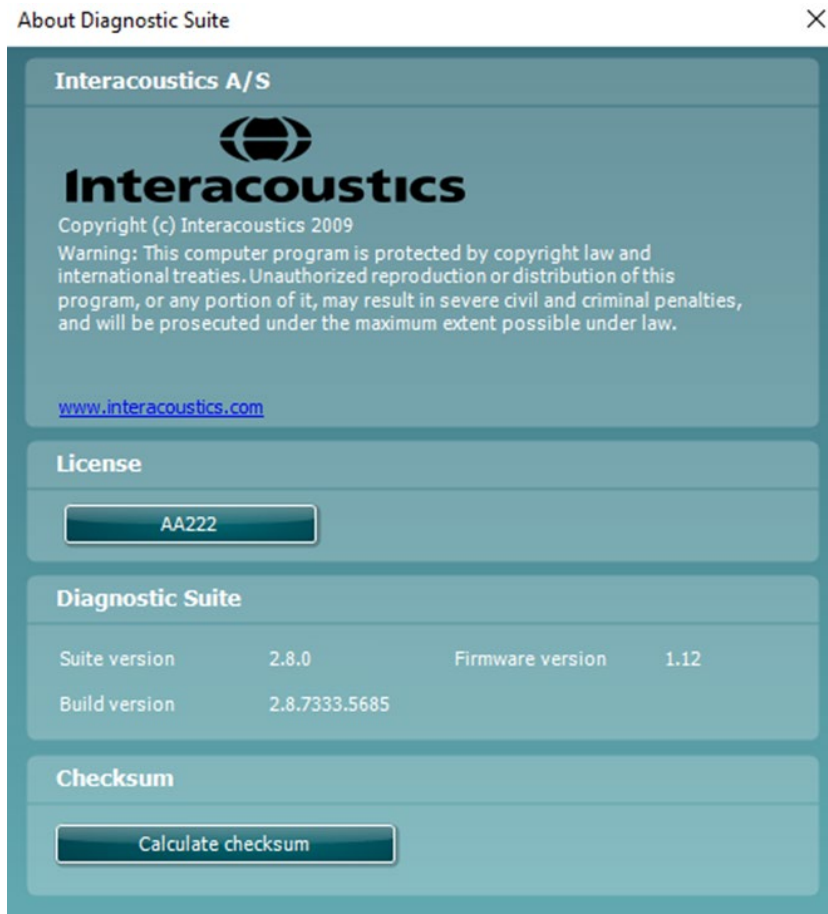 About Diagnostic Suite
Interacoustics A/S
Interacoustics
Copyright (c) Interacoustics 2009
Warning: This computer program is protected by copyright law and
international treaties. Unauthorized reproduction or distribution of this
program, or any portion of it, may result in severe civil and criminal penalties,
and will be prosecuted under the maximum extent possible under law.
www.interacoustics.com
License
AA222
Diagnostic Suite
Suite version 2.8.0 Firmware version 1.12
Build version 2.8.7333.5685
Checksum
Calculate checksum